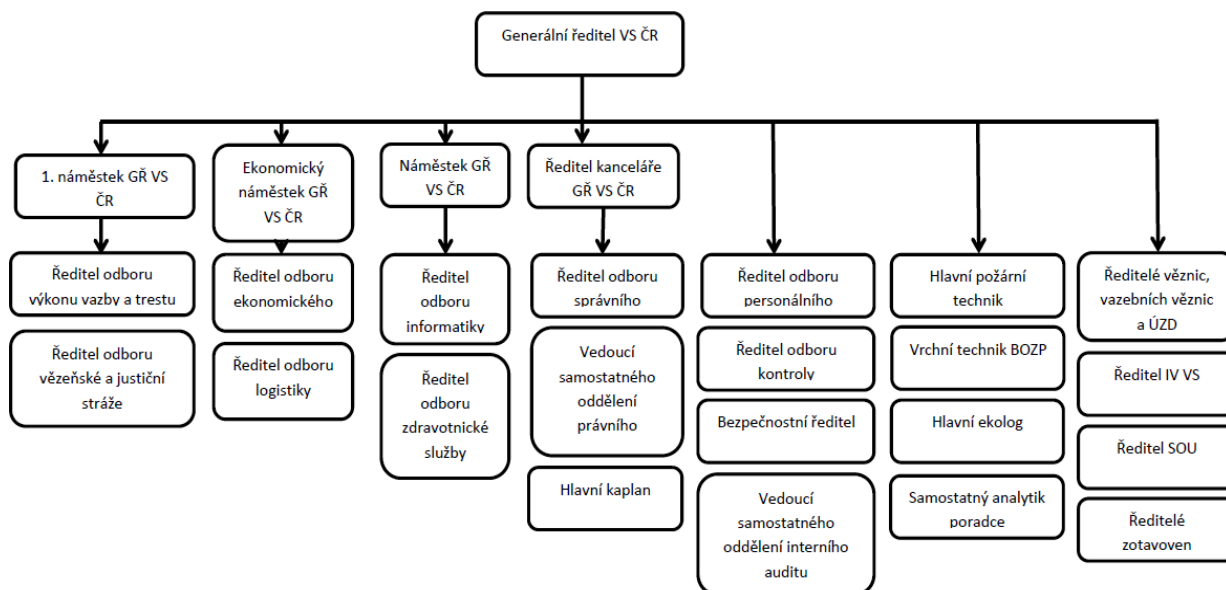 Generální ředitel VS ČR
1. náměstek GŘ VS
ČR
Ekonomický
náměstek GŘ
VS ČR
Náměstek GŘ
VS ČR
Ředitel kanceláře
GŘ VS ČR
Ředitel odboru
výkonu vazby a trestu
Ředitel odboru
vězeňské a justiční
stráže
Ředitel odboru
ekonomického
Ředitel odboru
logistiky
Ředitel
odboru
informatiky
Ředitel
odboru
zdravotnické
služby
Ředitel odboru
správního
Vedoucí
samostatného
oddělení
právního
Hlavní kaplan
Ředitel odboru
personálního
Ředitel odboru
kontroly
Bezpečnostní ředitel
Vedoucí
samostatného
oddělení interního
auditu
Hlavní požární
technik
Vrchní technik BOZP
Hlavní ekolog
Samostatný analytik
poradce
Ředitelé věznic,
vazebních věznic
a ÚZD
Ředitel IV VS
Ředitel SOU
Ředitelé
zotavoven